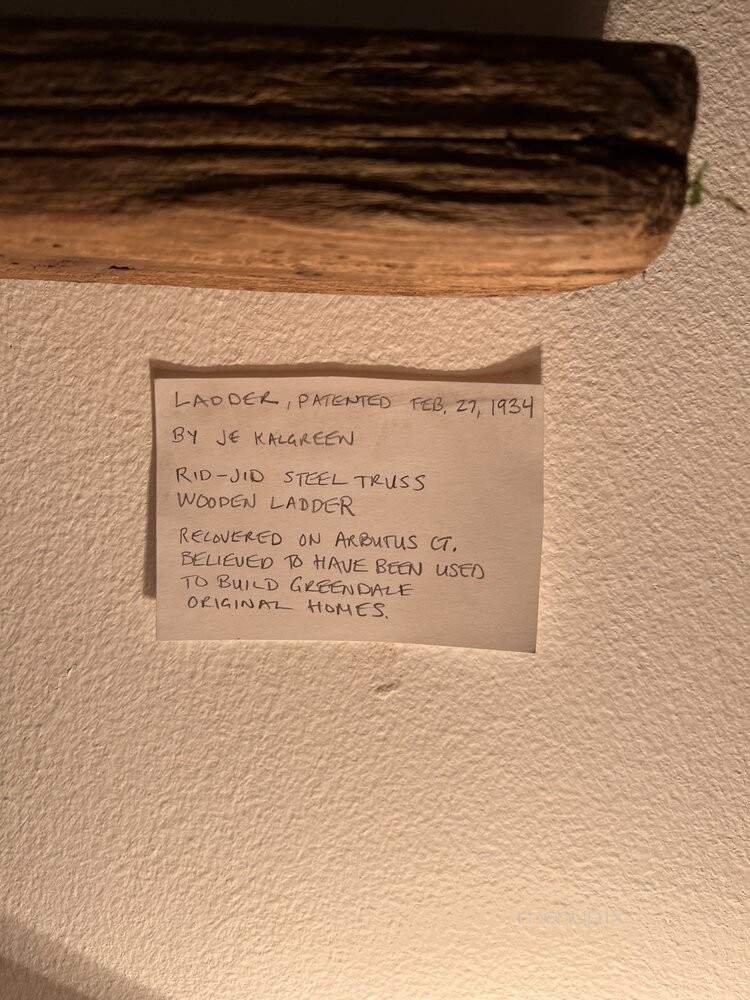 LADDER, PATENTED FEB. 27, 1934
BY JE KALGREEN
RID-JID STEEL TRUSS
WOODEN LADDER
RECOVERED ON ARBUTUS CT.
BELIEVED TO HAVE BEEN USED
TO BUILD GREENDALE
ORIGINAL HOMES.
menupix